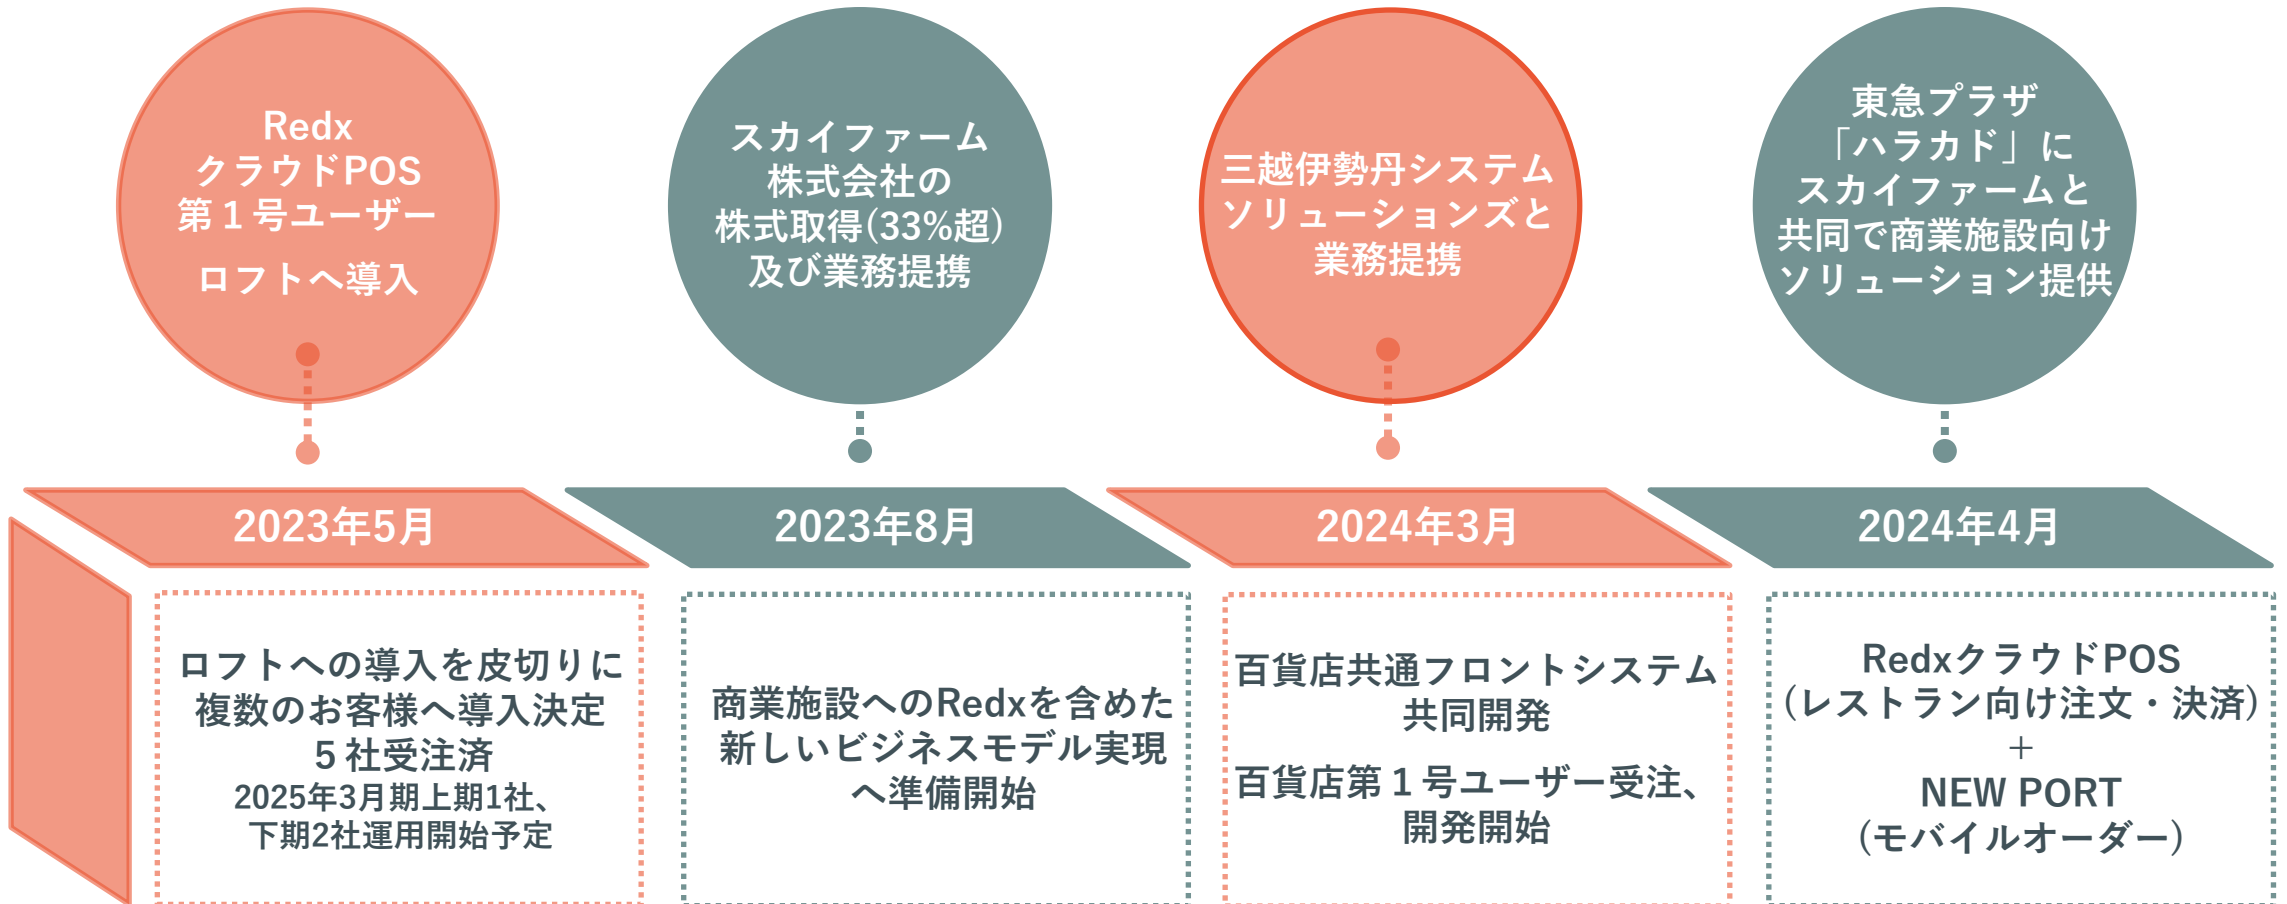 Redx
クラウドPOS
第１号ユーザー
ロフトへ導入
2023年5月
ロフトへの導入を皮切りに
複数のお客様へ導入決定
５社受注済
2025年3月期上期1社、
下期2社運用開始予定
スカイファーム
株式会社の
株式取得(33%超)
及び業務提携
2023年8月
商業施設へのRedxを含めた
新しいビジネスモデル実現
へ準備開始
三越伊勢丹システム
ソリューションズと
業務提携
2024年3月
百貨店共通フロントシステム
共同開発
百貨店第１号ユーザー受注、
開発開始
東急プラザ
「ハラカド」に
スカイファームと
共同で商業施設向け
ソリューション提供
2024年4月
RedxクラウドPOS
(レストラン向け注文・決済)
＋
NEW PORT
(モバイルオーダー)